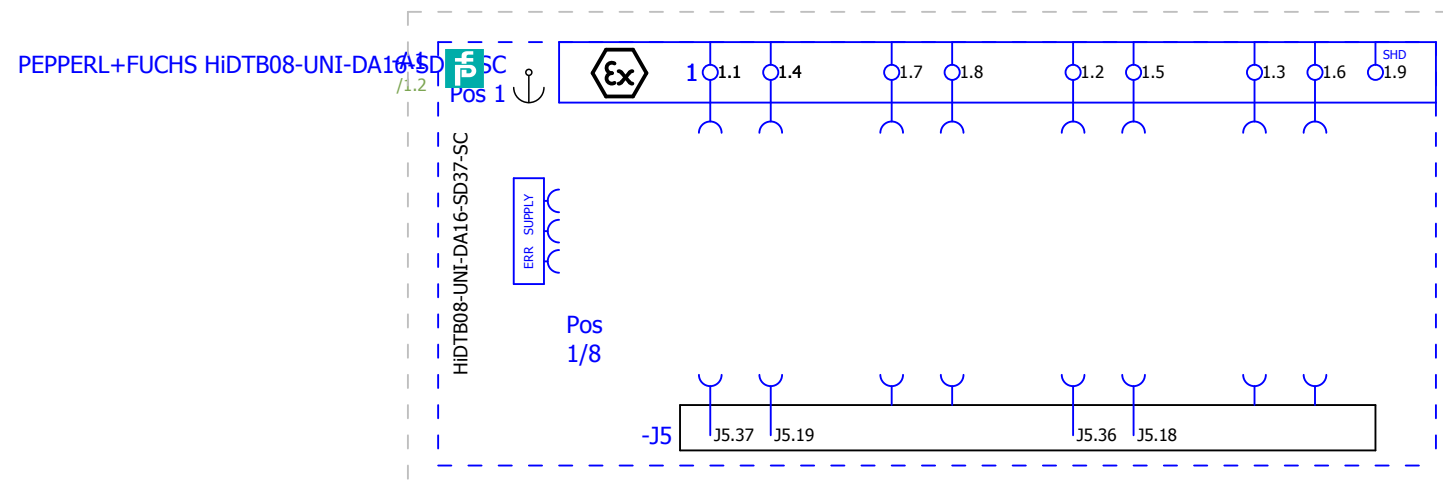 PEPPERL+FUCHS HiDTB08-UNI-DA16-SD37-SC
-A1
/1.2
Pos 1
Ex
1
1.1
1.4
1.7
1.8
1.2
1.5
1.3
1.6
SHD
1.9
HiDTB08-UNI-DA16-SD37-SC
ERR SUPPLY
Pos
1/8
-J5
J5.37
J5.19
J5.36
J5.18